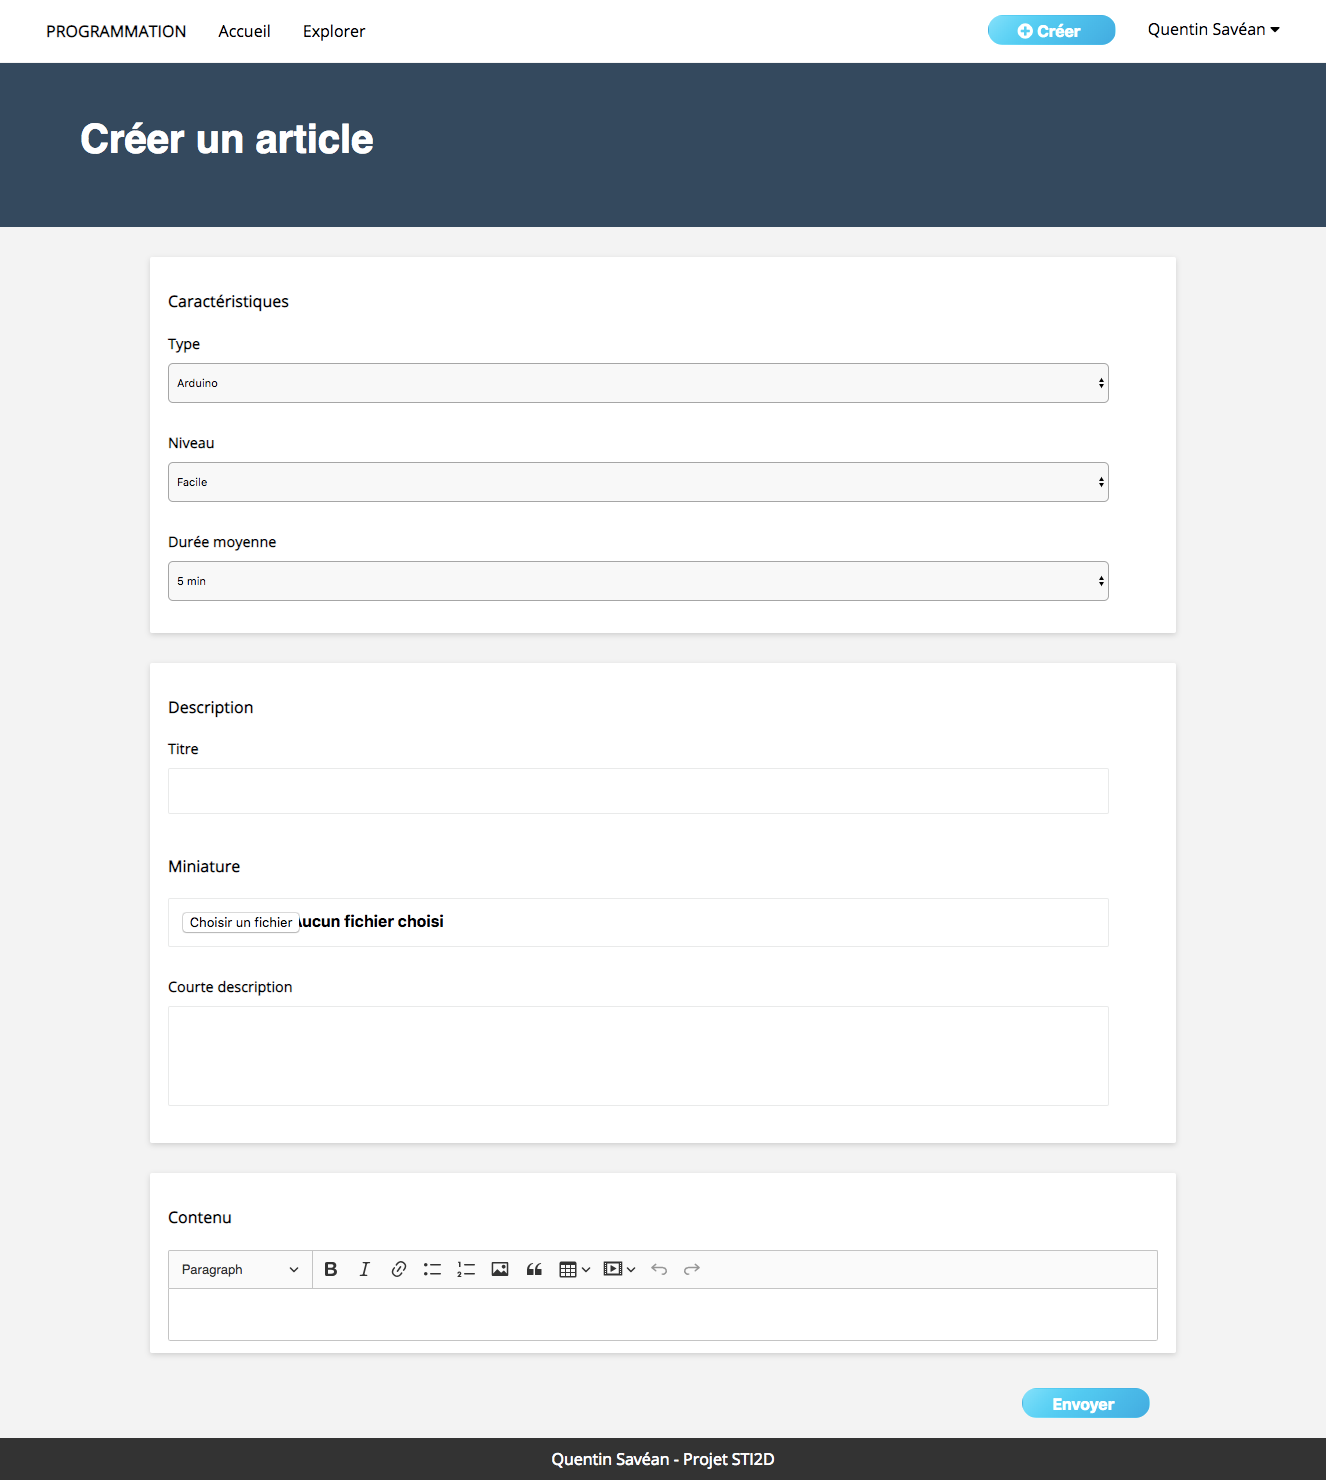 PROGRAMMATION Accueil Explorer Créer Quentin Savéan
Créer un article
Caractéristiques
Type
Arduino
Niveau
Facile
Durée moyenne
5 min
Description
Titre
Miniature
Choisir un fichier Aucun fichier choisi
Courte description
Contenu
Paragraph
Envoyer
Quentin Savéan - Projet STI2D